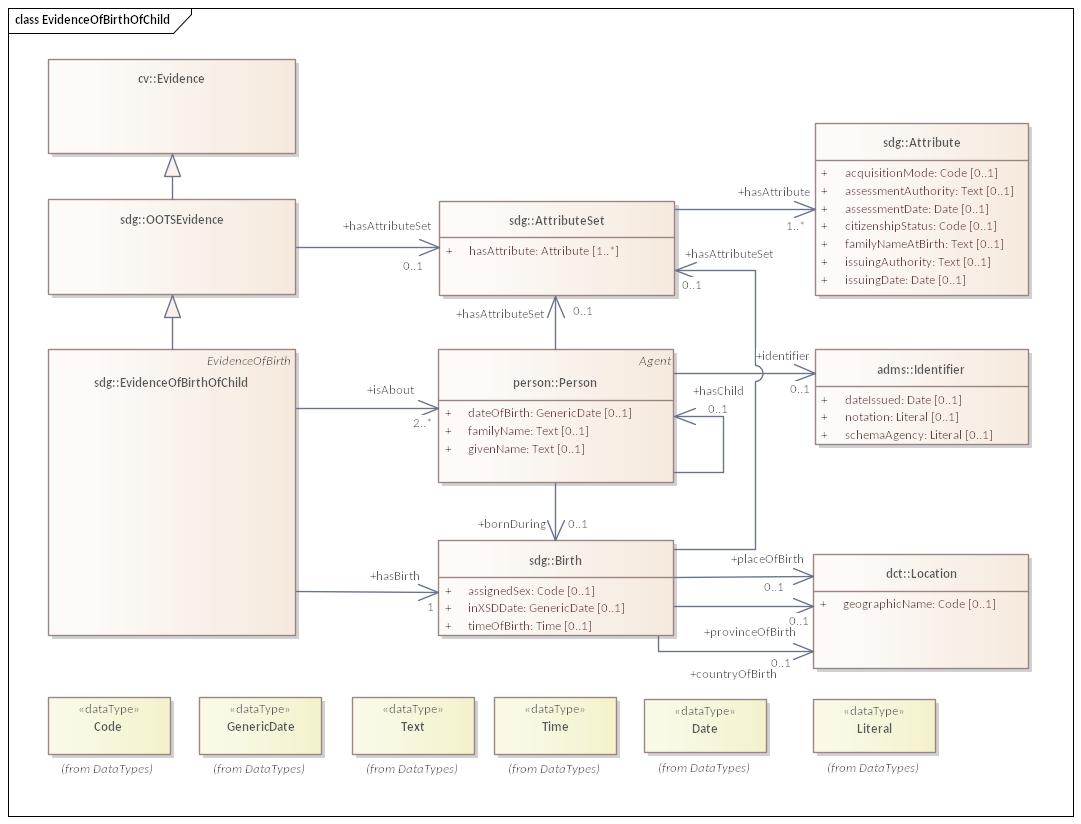 class EvidenceOfBirthOfChild
cv::Evidence
sdg::OOTSEvidence
+hasAttributeSet
0..1
sdg::AttributeSet
+ hasAttribute: Attribute [1..*]
+hasAttribute
1..*
sdg::Attribute
+ acquisitionMode: Code [0..1]
+ assessmentAuthority: Text [0..1]
+ assessmentDate: Date [0..1]
+ citizenshipStatus: Code [0..1]
+ familyNameAtBirth: Text [0..1]
+ issuingAuthority: Text [0..1]
+ issuingDate: Date [0..1]
+hasAttributeSet
0..1
+hasAttributeSet
0..1
EvidenceOfBirth
sdg::EvidenceOfBirthOfChild
+isAbout
2..*
Agent
person::Person
+ dateOfBirth: GenericDate [0..1]
+ familyName: Text [0..1]
+ givenName: Text [0..1]
+hasChild
0..1
+identifier
0..1
adms::Identifier
+ dateIssued: Date [0..1]
+ notation: Literal [0..1]
+ schemaAgency: Literal [0..1]
+bornDuring
0..1
+hasBirth
1
sdg::Birth
+ assignedSex: Code [0..1]
+ inXSDDate: GenericDate [0..1]
+ timeOfBirth: Time [0..1]
+placeOfBirth
0..1
0..1
+provinceOfBirth
0..1
+countryOfBirth
dct::Location
+ geographicName: Code [0..1]
«dataType»
Code
(from DataTypes)
«dataType»
GenericDate
(from DataTypes)
«dataType»
Text
(from DataTypes)
«dataType»
Time
(from DataTypes)
«dataType»
Date
(from DataTypes)
«dataType»
Literal
(from DataTypes)